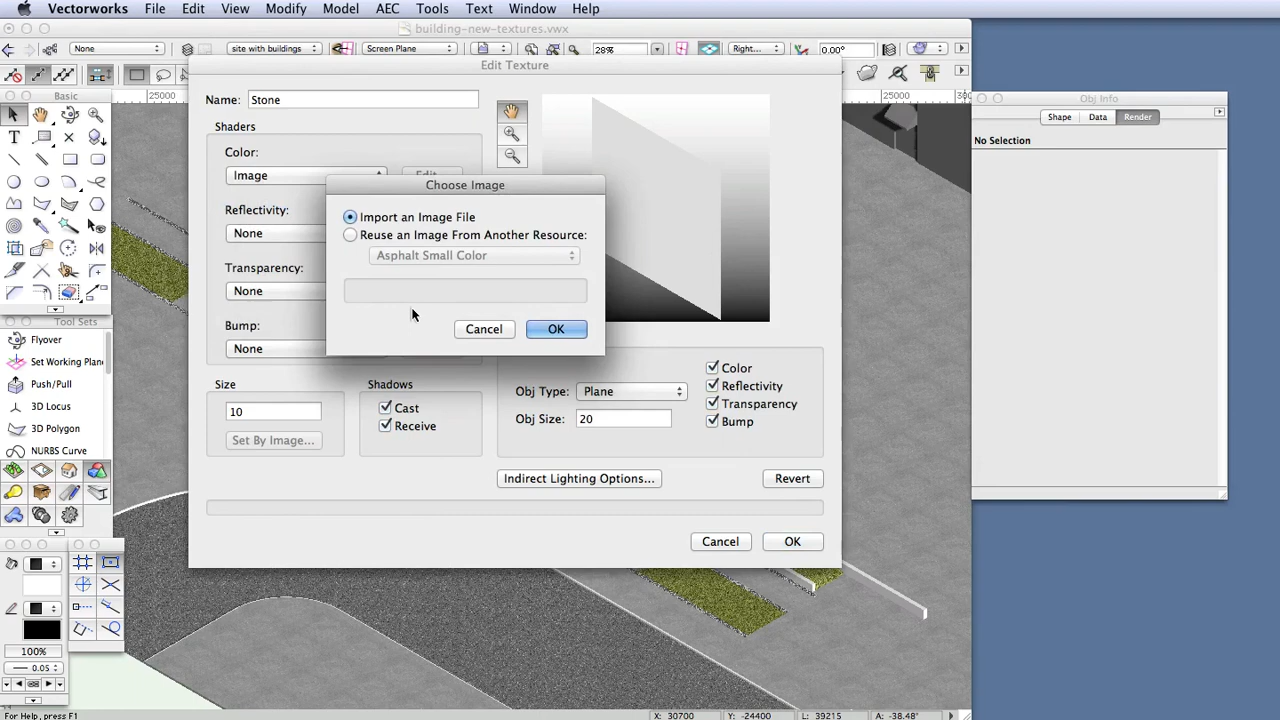 Vectorworks File Edit View Modify Model AEC Tools Text Window Help
building-new-textures.vwx
None site with buildings Screen Plane 28% Right... 0.00°
Edit Texture
Basic
25000
25000
Name: Stone
Shaders
Color:
Image
Edit...
Reflectivity:
None
Transparency:
None
Bump:
None
Size
10
Set By Image...
Shadows
Cast
Receive
Choose Image
Import an Image File
Reuse an Image From Another Resource:
Asphalt Small Color
Cancel OK
Obj Type: Plane
Obj Size: 20
Color
Reflectivity
Transparency
Bump
Indirect Lighting Options... Revert
Cancel OK
Obj Info
Shape Data Render
No Selection
Tool Sets
Flyover
Set Working Plane
Push/Pull
3D Locus
3D Polygon
NURBS Curve
100%
0.05
For Help, press F1
X: 30700 Y: -24400 L: 39215 A: -38.48°